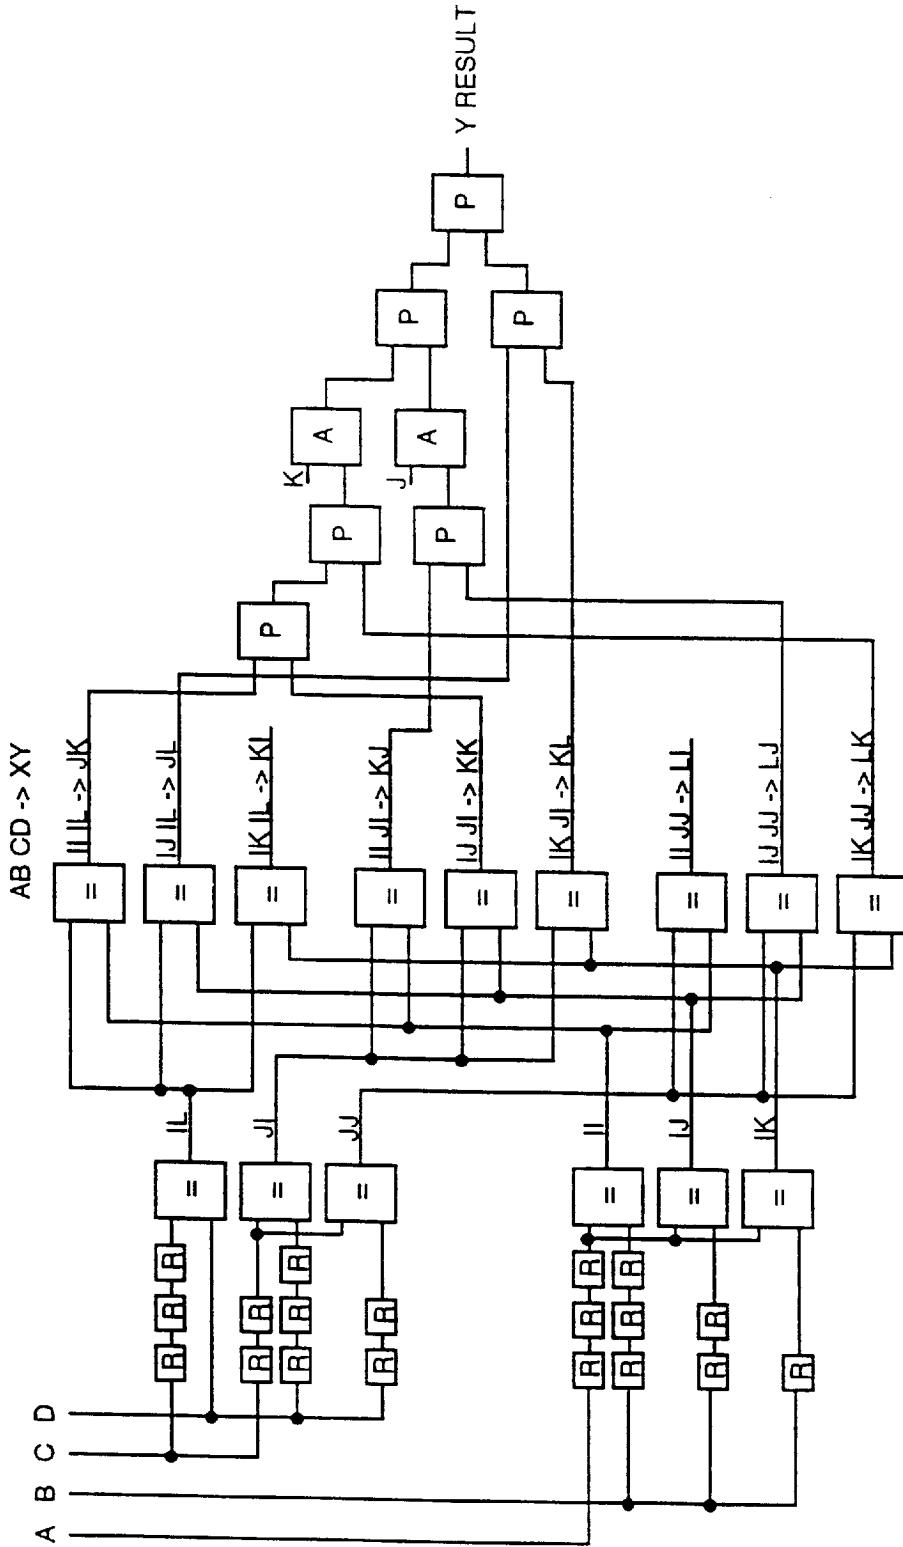 A B C D
R R R
R R
R R R
R R
R R R
R R R
R R
R
= IL
= JI
= JJ
= II
= IJ
= IK
AB CD -> XY
= II IL -> JK
= IJ IL -> JL
= IK IL -> KI
= II JI -> KJ
= IJ JI -> KK
= IK JI -> KL
= II JJ -> LI
= IJ JJ -> LJ
= IK JJ -> LK
P
P
P
K A
J A
P
P
P
Y RESULT